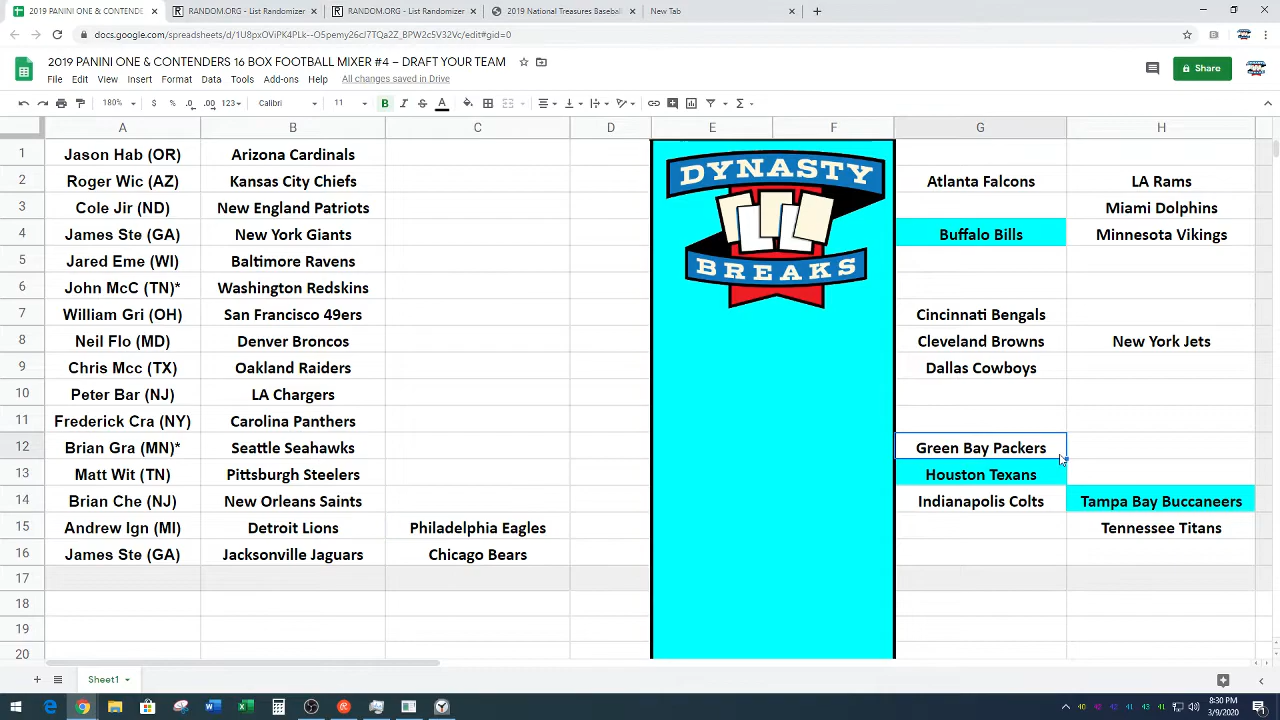 2019 PANINI ONE & CONTENDERS
RANDOM.ORG - List Randomizer
RANDOM.ORG - List Randomizer
2019 National Treasures Baseball
New Tab
docs.google.com/spreadsheets/d/1U8pxOViPK4PLk--O5pemy26cJ7TQa2Z_BPW2c5V32Vc/edit#gid=0
2019 PANINI ONE & CONTENDERS 16 BOX FOOTBALL MIXER #4 – DRAFT YOUR TEAM
File Edit View Insert Format Data Tools Add-ons Help All changes saved in Drive
Share
180% $ % .0 .00 123 Calibri 11 B I S A
A B C D E F G H
1 Jason Hab (OR) Arizona Cardinals
2 Roger Wic (AZ) Kansas City Chiefs Atlanta Falcons LA Rams
3 Cole Jir (ND) New England Patriots Miami Dolphins
4 James Ste (GA) New York Giants Buffalo Bills Minnesota Vikings
5 Jared Eme (WI) Baltimore Ravens
6 John McC (TN)* Washington Redskins
7 William Gri (OH) San Francisco 49ers Cincinnati Bengals
8 Neil Flo (MD) Denver Broncos Cleveland Browns New York Jets
9 Chris Mcc (TX) Oakland Raiders Dallas Cowboys
10 Peter Bar (NJ) LA Chargers
11 Frederick Cra (NY) Carolina Panthers
12 Brian Gra (MN)* Seattle Seahawks Green Bay Packers
13 Matt Wit (TN) Pittsburgh Steelers Houston Texans
14 Brian Che (NJ) New Orleans Saints Indianapolis Colts Tampa Bay Buccaneers
15 Andrew Ign (MI) Detroit Lions Philadelphia Eagles Tennessee Titans
16 James Ste (GA) Jacksonville Jaguars Chicago Bears
17
18
19
20
DYNASTY
BREAKS
Sheet1
40 42 42 41 43 41
8:30 PM
3/9/2020